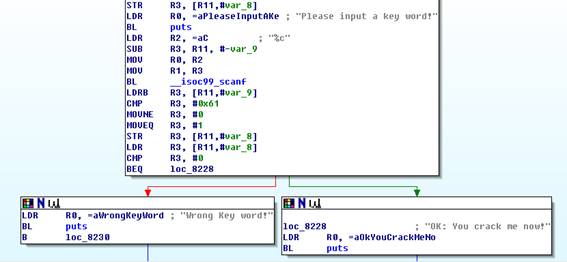 STR R3, [R11,#var_8]
LDR R0, =aPleaseInputAKe ; "Please input a key word!"
BL puts
LDR R2, =aC ; "%c"
SUB R3, R11, #-var_9
MOV R0, R2
MOV R1, R3
BL __isoc99_scanf
LDRB R3, [R11,#var_9]
CMP R3, #0x61
MOVNE R3, #0
MOVEQ R3, #1
STR R3, [R11,#var_8]
LDR R3, [R11,#var_8]
CMP R3, #0
BEQ loc_8228
LDR R0, =aWrongKeyWord ; "Wrong Key word!"
BL puts
B loc_8230
loc_8228 ; "OK: You crack me now!"
LDR R0, =aOkYouCrackMeNo
BL puts